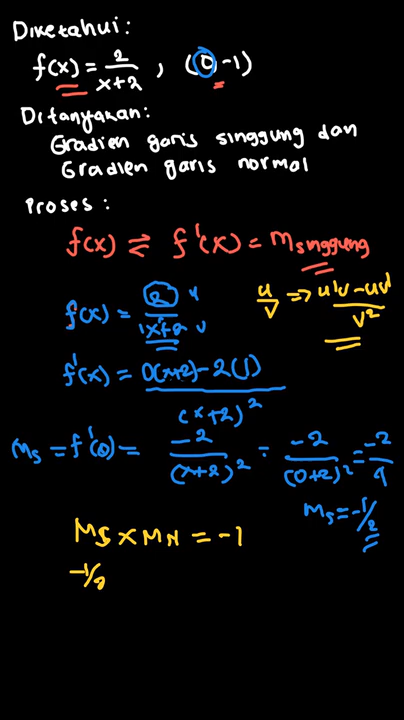 Diketahui:
f(x) = 2/x+2 , (0,-1)
Ditanyakan:
Gradien garis singgung dan
Gradien garis normal
Proses:
f(x) ⇄ f'(x) = Msinggung
u/v => u'v - uv'/v²
f(x) = 2/1x+2 u v
f'(x) = 0(x+2) - 2(1)/(x+2)²
Ms = f'(0) = -2/(x+2)² = -2/(0+2)² = -2/4
Ms = -1/2
Ms x MN = -1
-1/2